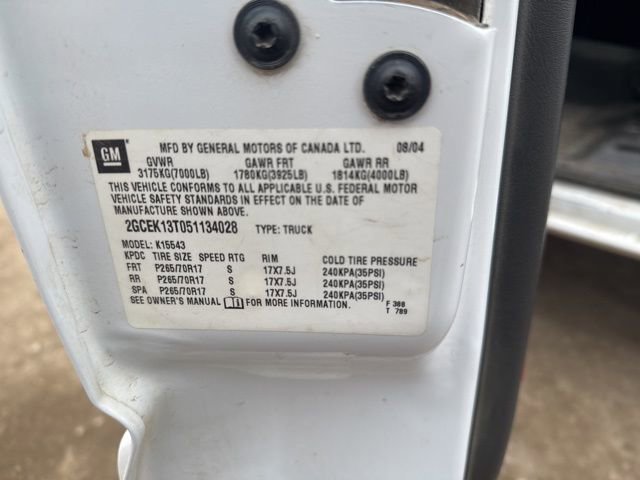 GM
MFD BY GENERAL MOTORS OF CANADA LTD. 08/04
GVWR GAWR FRT GAWR RR
3175KG(7000LB) 1780KG(3925LB) 1814KG(4000LB)
THIS VEHICLE CONFORMS TO ALL APPLICABLE U.S. FEDERAL MOTOR
VEHICLE SAFETY STANDARDS IN EFFECT ON THE DATE OF
MANUFACTURE SHOWN ABOVE.
2GCEK13T051134028 TYPE: TRUCK
MODEL: K15543
KPDC TIRE SIZE SPEED RTG RIM COLD TIRE PRESSURE
FRT P265/70R17 S 17X7.5J 240KPA(35PSI)
RR P265/70R17 S 17X7.5J 240KPA(35PSI)
SPA P265/70R17 S 17X7.5J 240KPA(35PSI)
SEE OWNER'S MANUAL FOR MORE INFORMATION. F 388
T 789